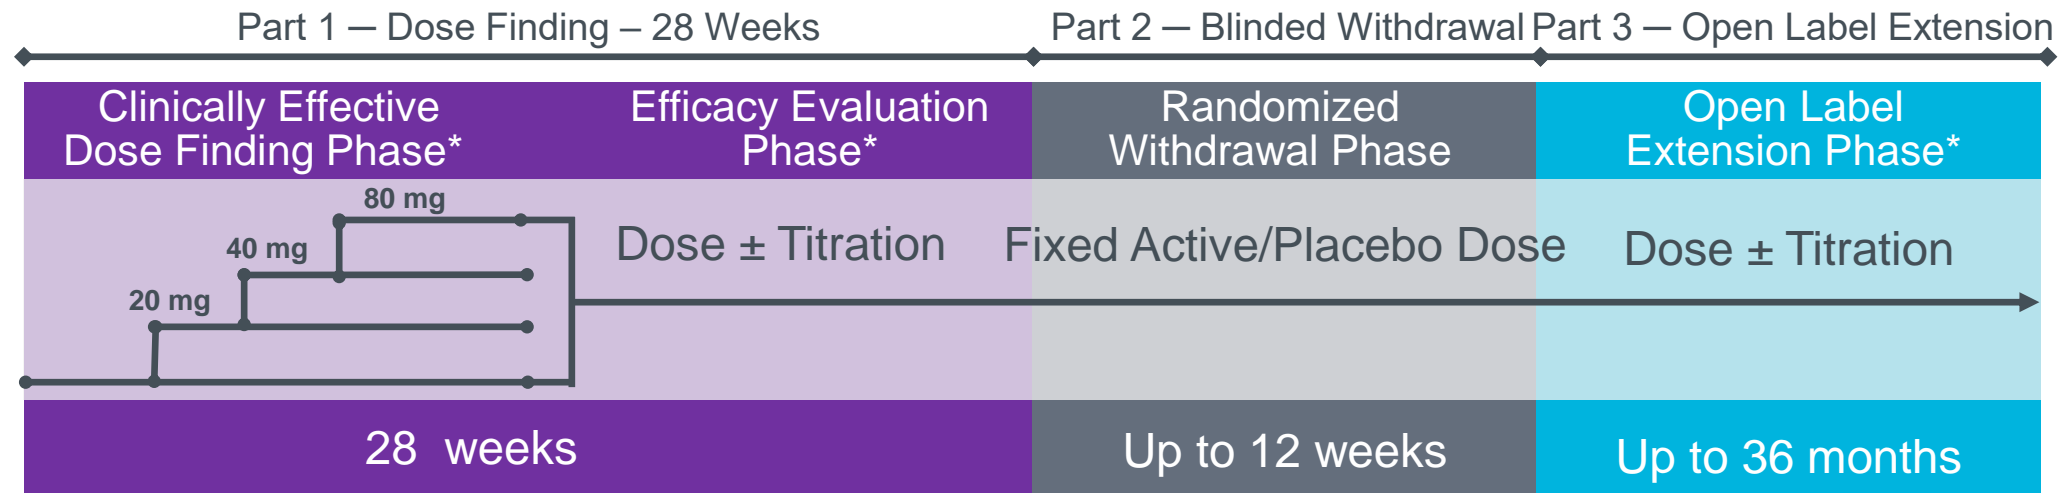 Part 1 — Dose Finding – 28 Weeks
Part 2 — Blinded Withdrawal
Part 3 — Open Label Extension
Clinically Effective
Dose Finding Phase*
Efficacy Evaluation
Phase*
Randomized
Withdrawal Phase
Open Label
Extension Phase*
80 mg
40 mg
20 mg
Dose ± Titration
Fixed Active/Placebo Dose
Dose ± Titration
28 weeks
Up to 12 weeks
Up to 36 months